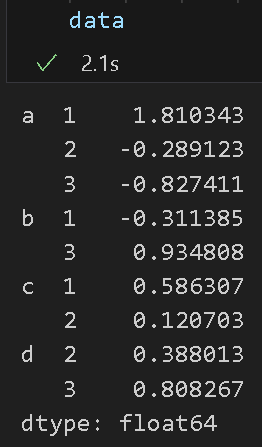 data
✓ 2.1s
a 1 1.810343
2 -0.289123
3 -0.827411
b 1 -0.311385
3 0.934808
c 1 0.586307
2 0.120703
d 2 0.388013
3 0.808267
dtype: float64